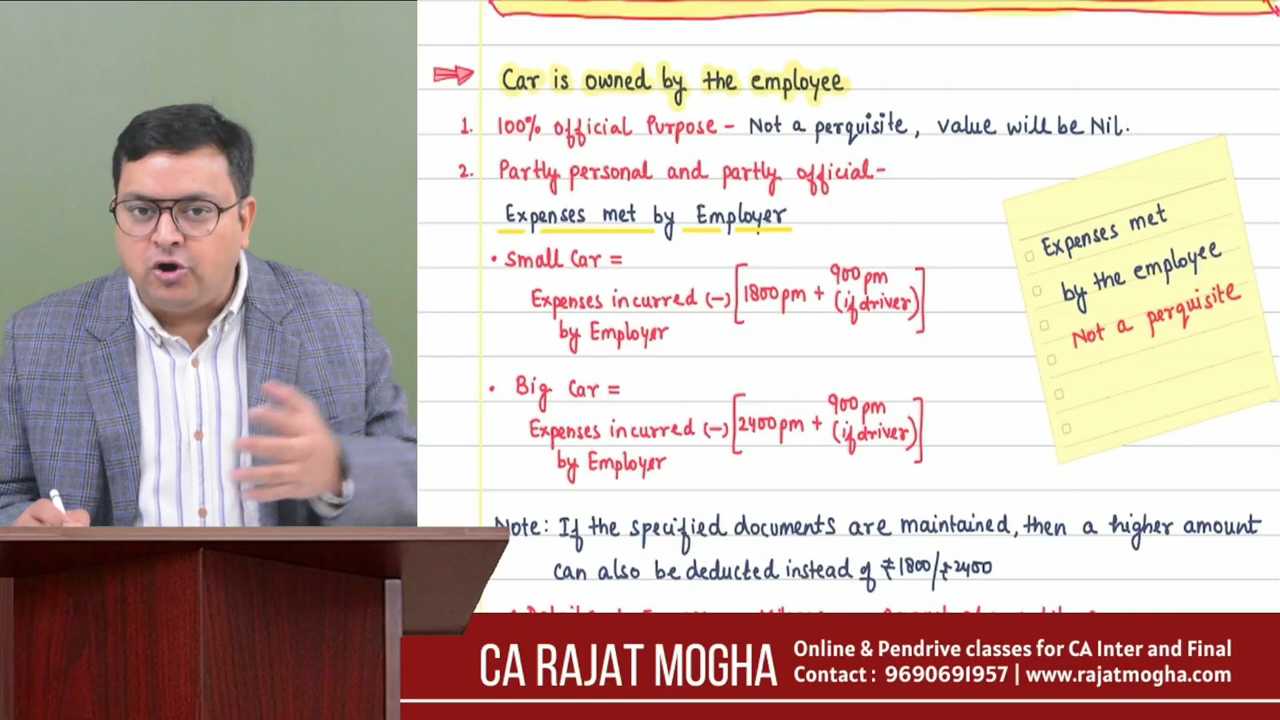 Car is owned by the employee
1. 100% official Purpose - Not a perquisite, value will be Nil.
2. Partly personal and partly official-
Expenses met by Employer
• Small Car =
Expenses incurred (-) [1800pm + 900 pm (if driver)]
by Employer
• Big Car =
Expenses incurred (-) [2400pm + 900 pm (if driver)]
by Employer
Note: If the specified documents are maintained, then a higher amount
can also be deducted instead of ₹1800/₹2400
Expenses met
by the employee
Not a perquisite
CA RAJAT MOGHA
Online & Pendrive classes for CA Inter and Final
Contact : 9690691957 | www.rajatmogha.com